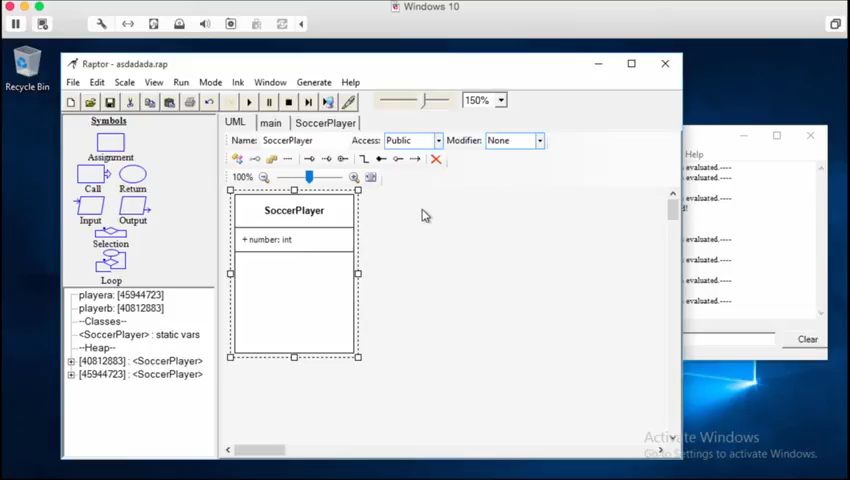 Windows 10
Recycle Bin
Raptor - asdadada.rap
File Edit Scale View Run Mode Ink Window Generate Help
150%
Symbols
Assignment
Call Return
Input Output
Selection
Loop
UML main SoccerPlayer
Name: SoccerPlayer Access: Public Modifier: None
100%
SoccerPlayer
+ number: int
playera: [45944723]
playerb: [40812883]
--Classes--
<SoccerPlayer> : static vars
--Heap--
[40812883] : <SoccerPlayer>
[45944723] : <SoccerPlayer>
Help
evaluated.----
evaluated.----
evaluated.----
evaluated.----
evaluated.----
evaluated.----
Clear
Activate Windows
Go to Settings to activate Windows.